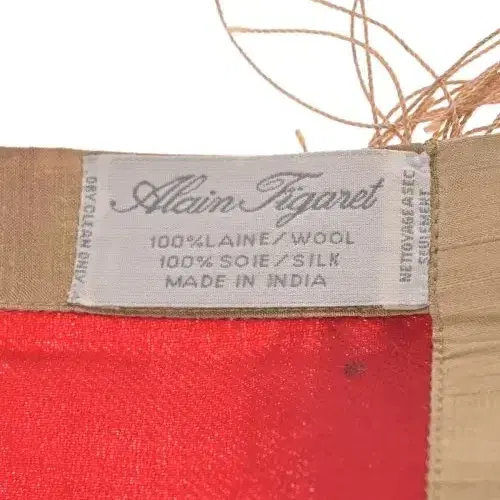 Alain Figaret
100% LAINE/WOOL
100% SOIE/SILK
MADE IN INDIA
DRY CLEAN ONLY
NETTOYAGE A SEC
SEULEMENT